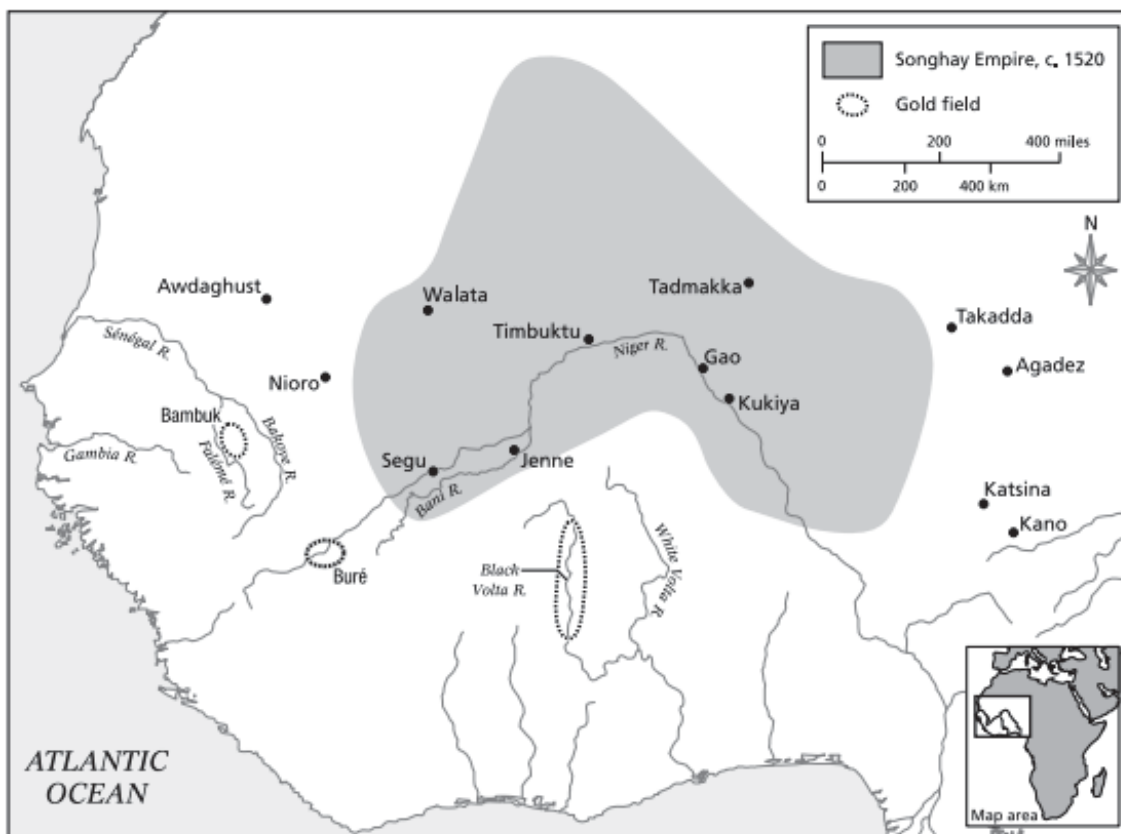 Songhay Empire, c. 1520
Gold field
0 200 400 miles
0 200 400 km
N
Awdaghust
Walata
Tadmakka
Takadda
Timbuktu
Niger R.
Sénégal R.
Gao
Agadez
Nioro
Kukiya
Bambuk
Bakoye R.
Falémé R.
Gambia R.
Segu
Jenne
Bani R.
Katsina
Kano
White Volta R.
Buré
Black
Volta R.
ATLANTIC
OCEAN
Map area